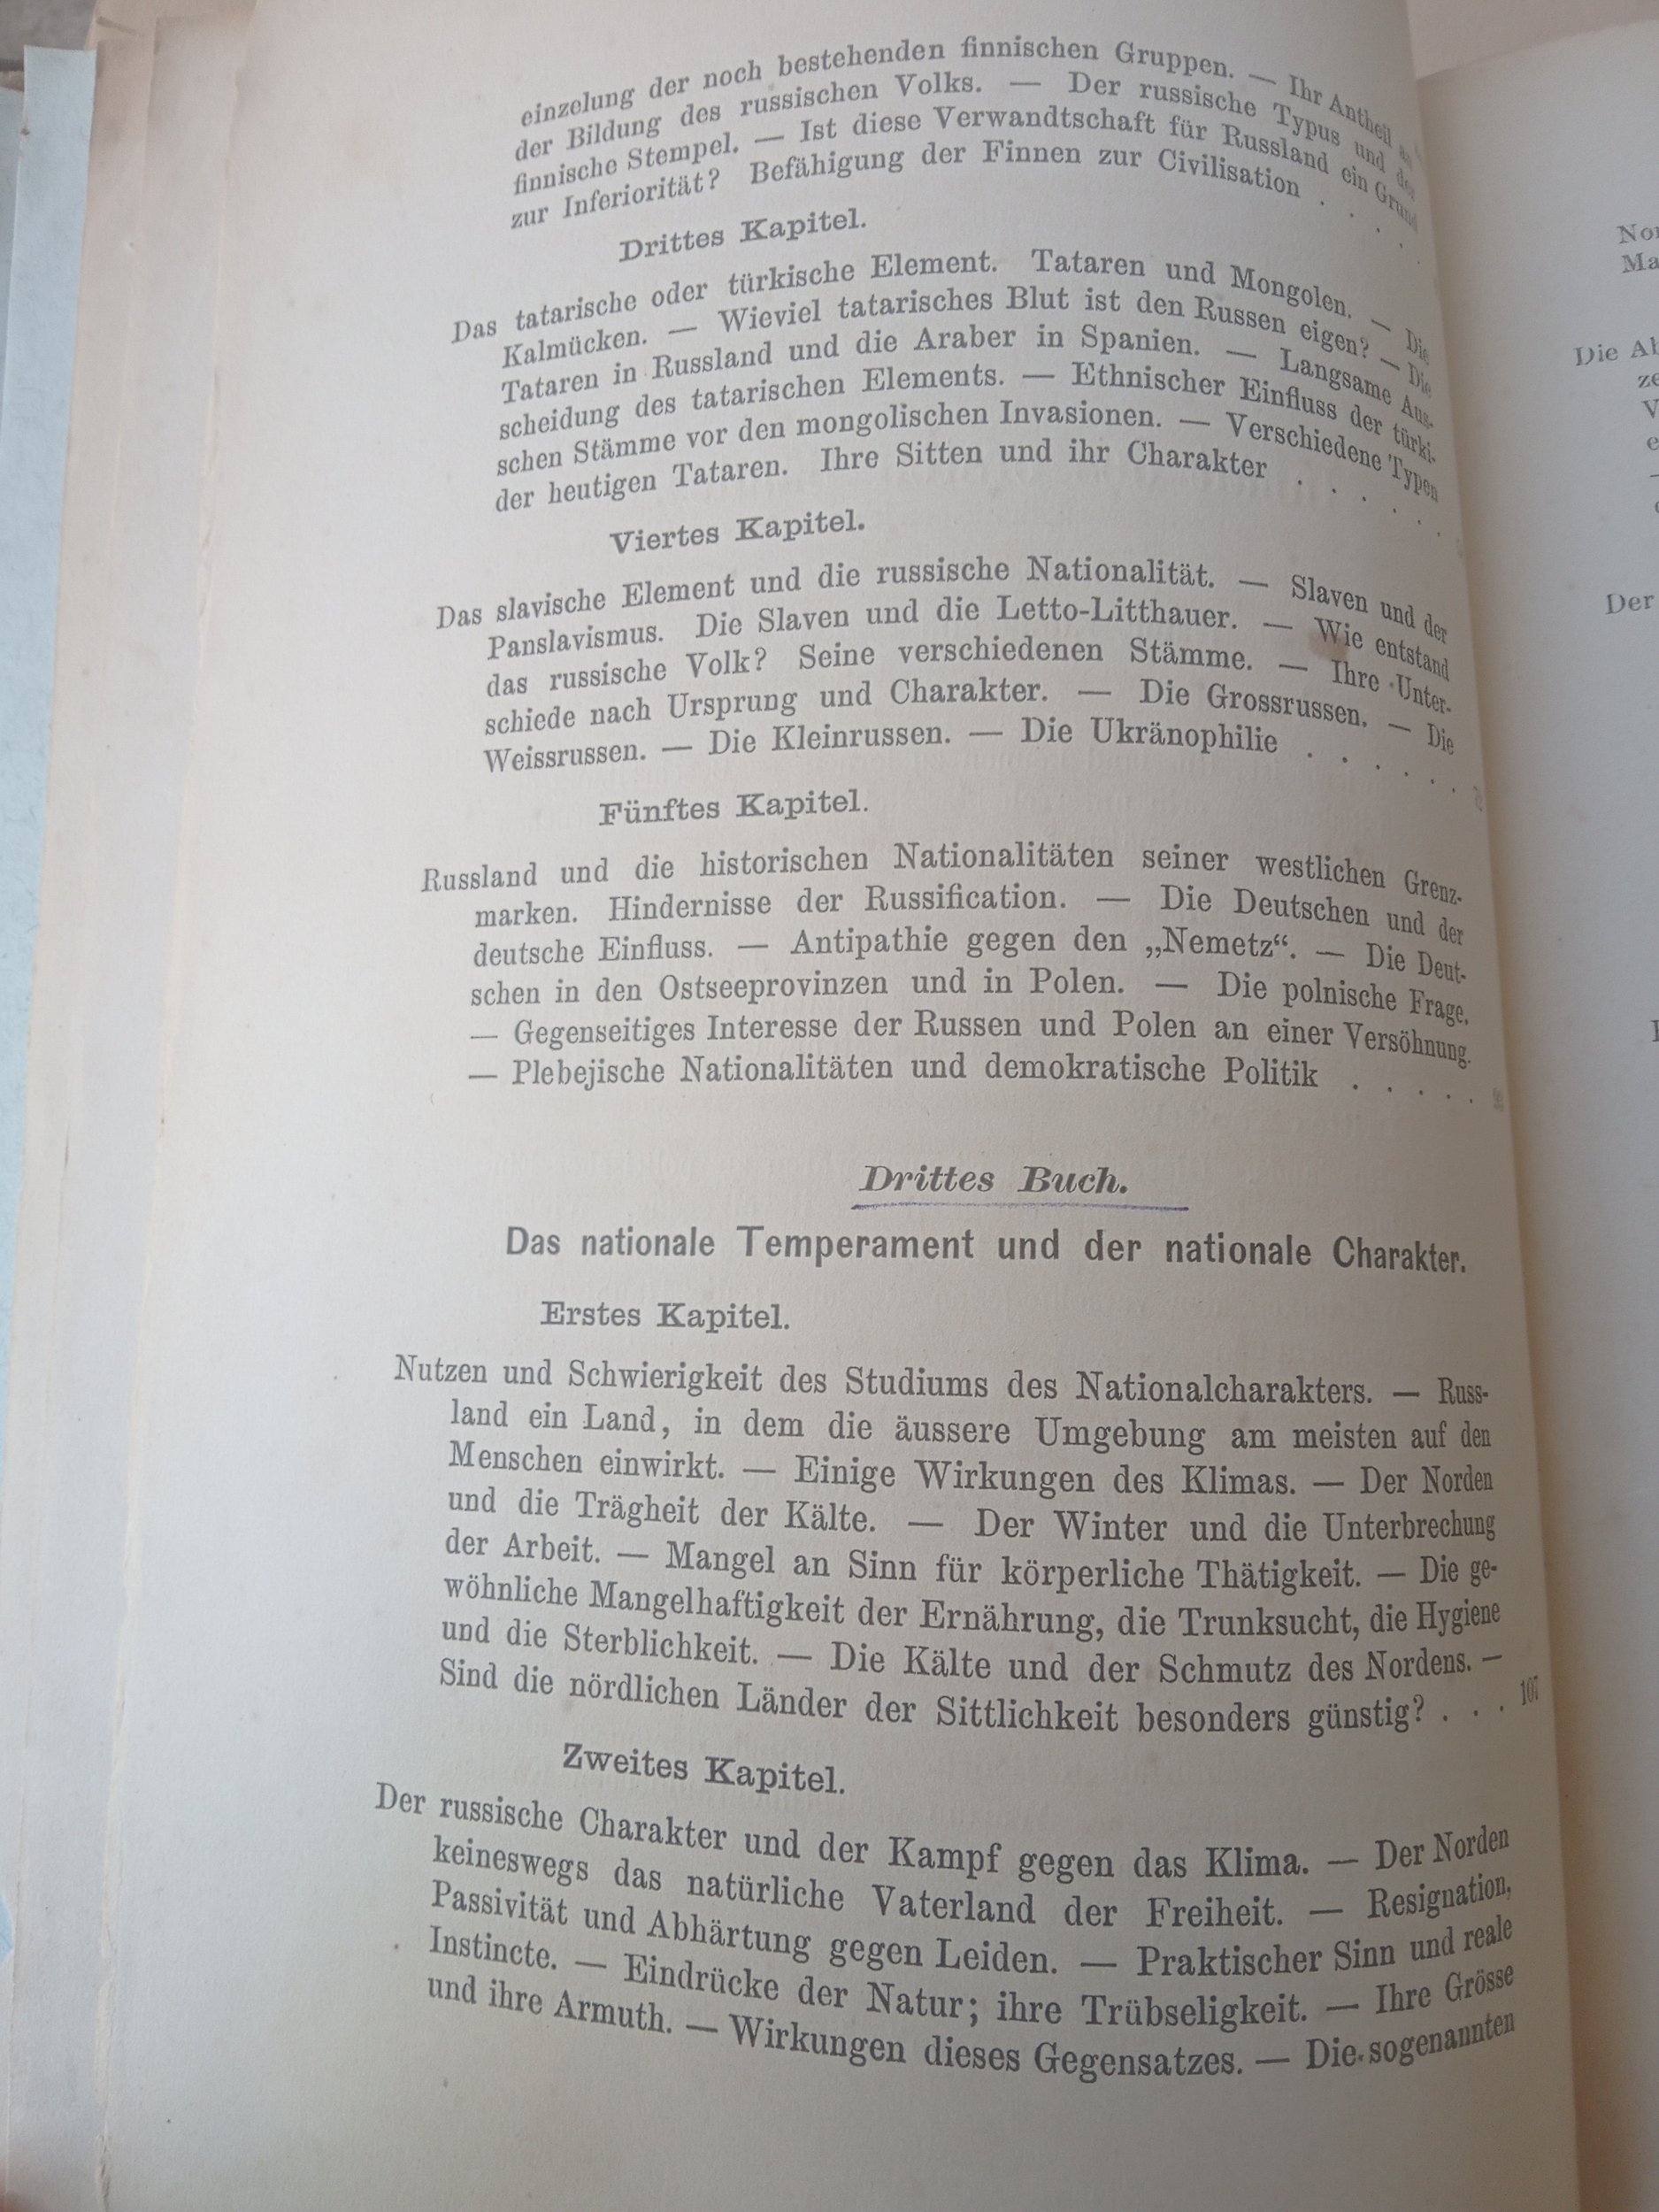 einzelung der noch bestehenden finnischen Gruppen. — Ihr Antheil an
der Bildung des russischen Volks. — Der russische Typus und der
finnische Stempel. — Ist diese Verwandtschaft für Russland ein Grund
zur Inferiorität? Befähigung der Finnen zur Civilisation . . . .
Drittes Kapitel.
Das tatarische oder türkische Element. Tataren und Mongolen. — Die
Kalmücken. — Wieviel tatarisches Blut ist den Russen eigen? — Die
Tataren in Russland und die Araber in Spanien. — Langsame Aus-
scheidung des tatarischen Elements. — Ethnischer Einfluss der türki-
schen Stämme vor den mongolischen Invasionen. — Verschiedene Typen
der heutigen Tataren. Ihre Sitten und ihr Charakter . . . . .
Viertes Kapitel.
Das slavische Element und die russische Nationalität. — Slaven und der
Panslavismus. Die Slaven und die Letto-Litthauer. — Wie entstand
das russische Volk? Seine verschiedenen Stämme. — Ihre Unter-
schiede nach Ursprung und Charakter. — Die Grossrussen. — Die
Weissrussen. — Die Kleinrussen. — Die Ukränophilie . . . . .
Fünftes Kapitel.
Russland und die historischen Nationalitäten seiner westlichen Grenz-
marken. Hindernisse der Russification. — Die Deutschen und der
deutsche Einfluss. — Antipathie gegen den „Nemetz“. — Die Deut-
schen in den Ostseeprovinzen und in Polen. — Die polnische Frage.
— Gegenseitiges Interesse der Russen und Polen an einer Versöhnung.
— Plebejische Nationalitäten und demokratische Politik . . . . .
Drittes Buch.
Das nationale Temperament und der nationale Charakter.
Erstes Kapitel.
Nutzen und Schwierigkeit des Studiums des Nationalcharakters. — Russ-
land ein Land, in dem die äussere Umgebung am meisten auf den
Menschen einwirkt. — Einige Wirkungen des Klimas. — Der Norden
und die Trägheit der Kälte. — Der Winter und die Unterbrechung
der Arbeit. — Mangel an Sinn für körperliche Thätigkeit. — Die ge-
wöhnliche Mangelhaftigkeit der Ernährung, die Trunksucht, die Hygiene
und die Sterblichkeit. — Die Kälte und der Schmutz des Nordens. —
Sind die nördlichen Länder der Sittlichkeit besonders günstig? . . . 107
Zweites Kapitel.
Der russische Charakter und der Kampf gegen das Klima. — Der Norden
keineswegs das natürliche Vaterland der Freiheit. — Resignation,
Passivität und Abhärtung gegen Leiden. — Praktischer Sinn und reale
Instincte. — Eindrücke der Natur; ihre Trübseligkeit. — Ihre Grösse
und ihre Armuth. — Wirkungen dieses Gegensatzes. — Die sogenannten
Die
Der